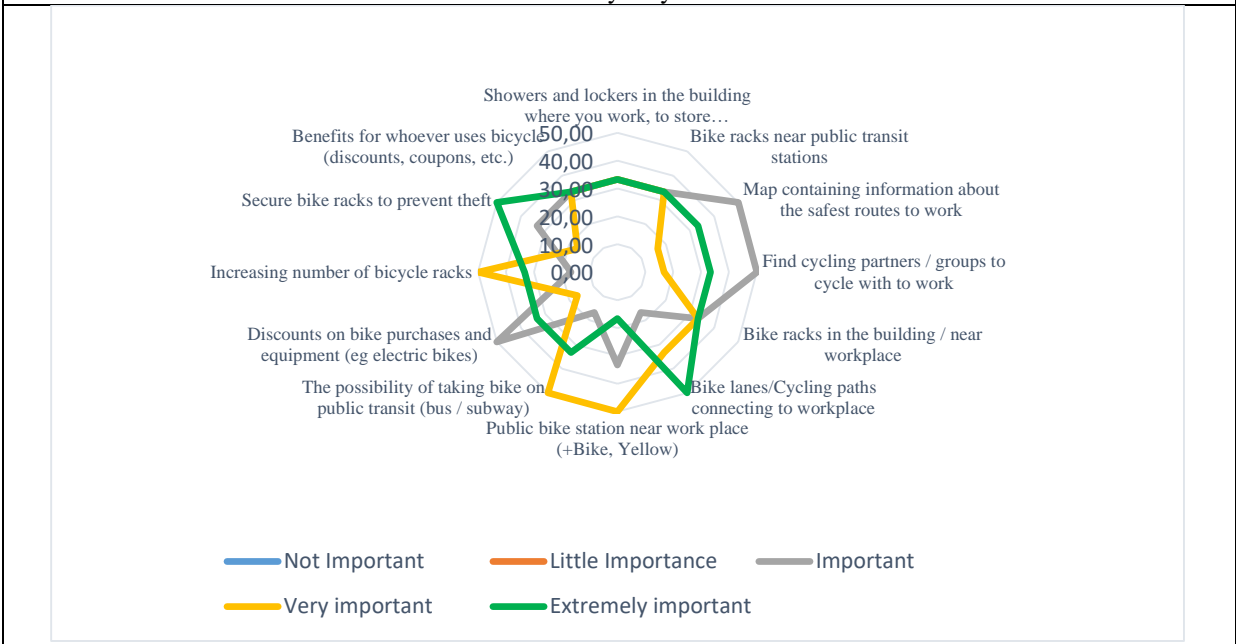 Showers and lockers in the building
where you work, to store…
Bike racks near public transit
stations
Map containing information about
the safest routes to work
Find cycling partners / groups to
cycle with to work
Bike racks in the building / near
workplace
Bike lanes/Cycling paths
connecting to workplace
Public bike station near work place
(+Bike, Yellow)
The possibility of taking bike on
public transit (bus / subway)
Discounts on bike purchases and
equipment (eg electric bikes)
Increasing number of bicycle racks
Secure bike racks to prevent theft
Benefits for whoever uses bicycle
(discounts, coupons, etc.)
50,00
40,00
30,00
20,00
10,00
0,00
Not Important
Little Importance
Important
Very important
Extremely important